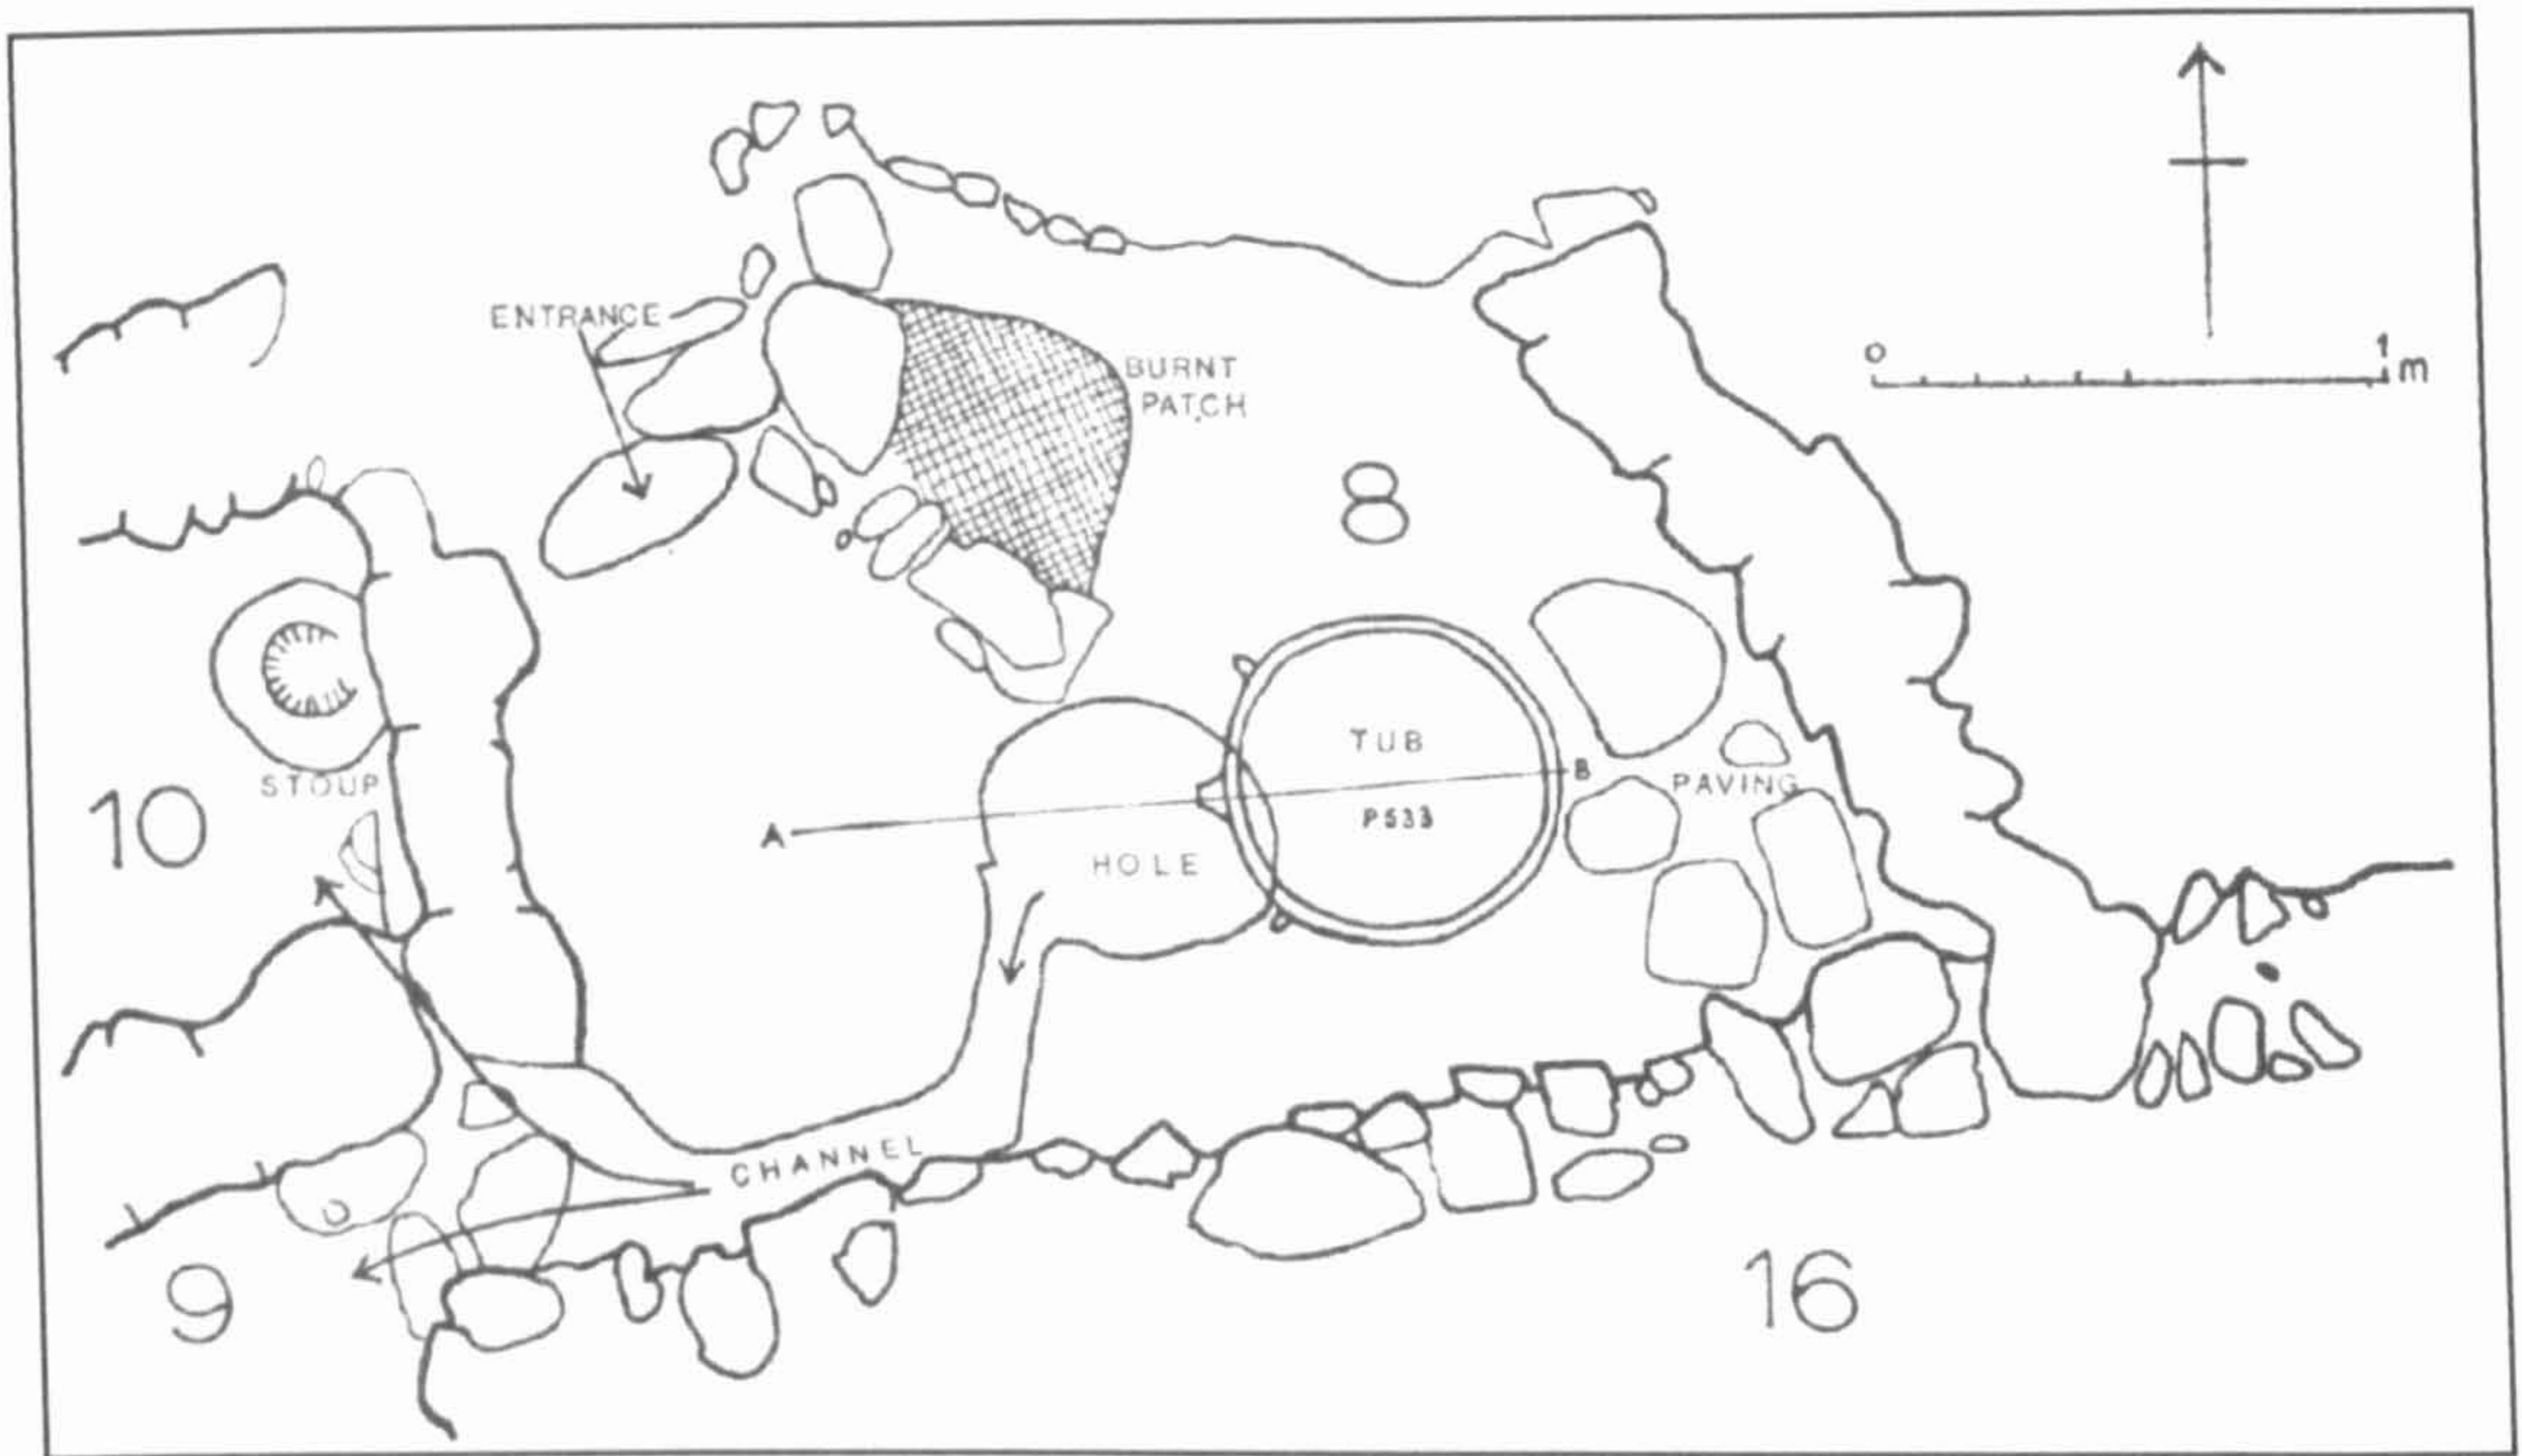 ENTRANCE
0 1 m
BURNT
PATCH
8
TUB
B
PAVING
STOUP
10
A
P533
HOLE
CHANNEL
9
16